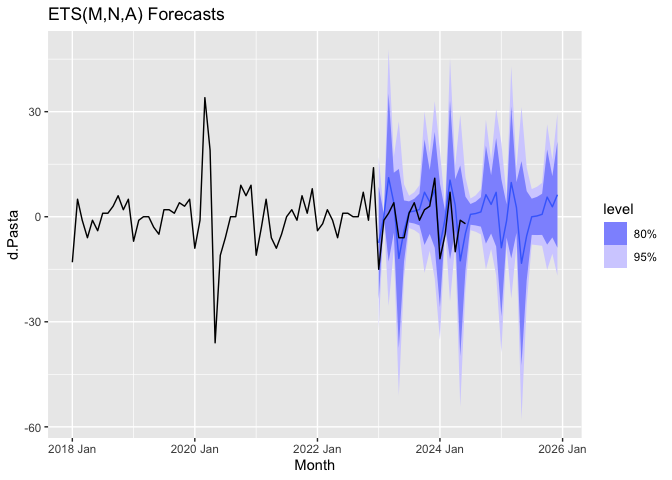 ETS(M,N,A) Forecasts
30
0
-30
-60
d.Pasta
2018 Jan
2020 Jan
2022 Jan
2024 Jan
2026 Jan
Month
level
80%
95%